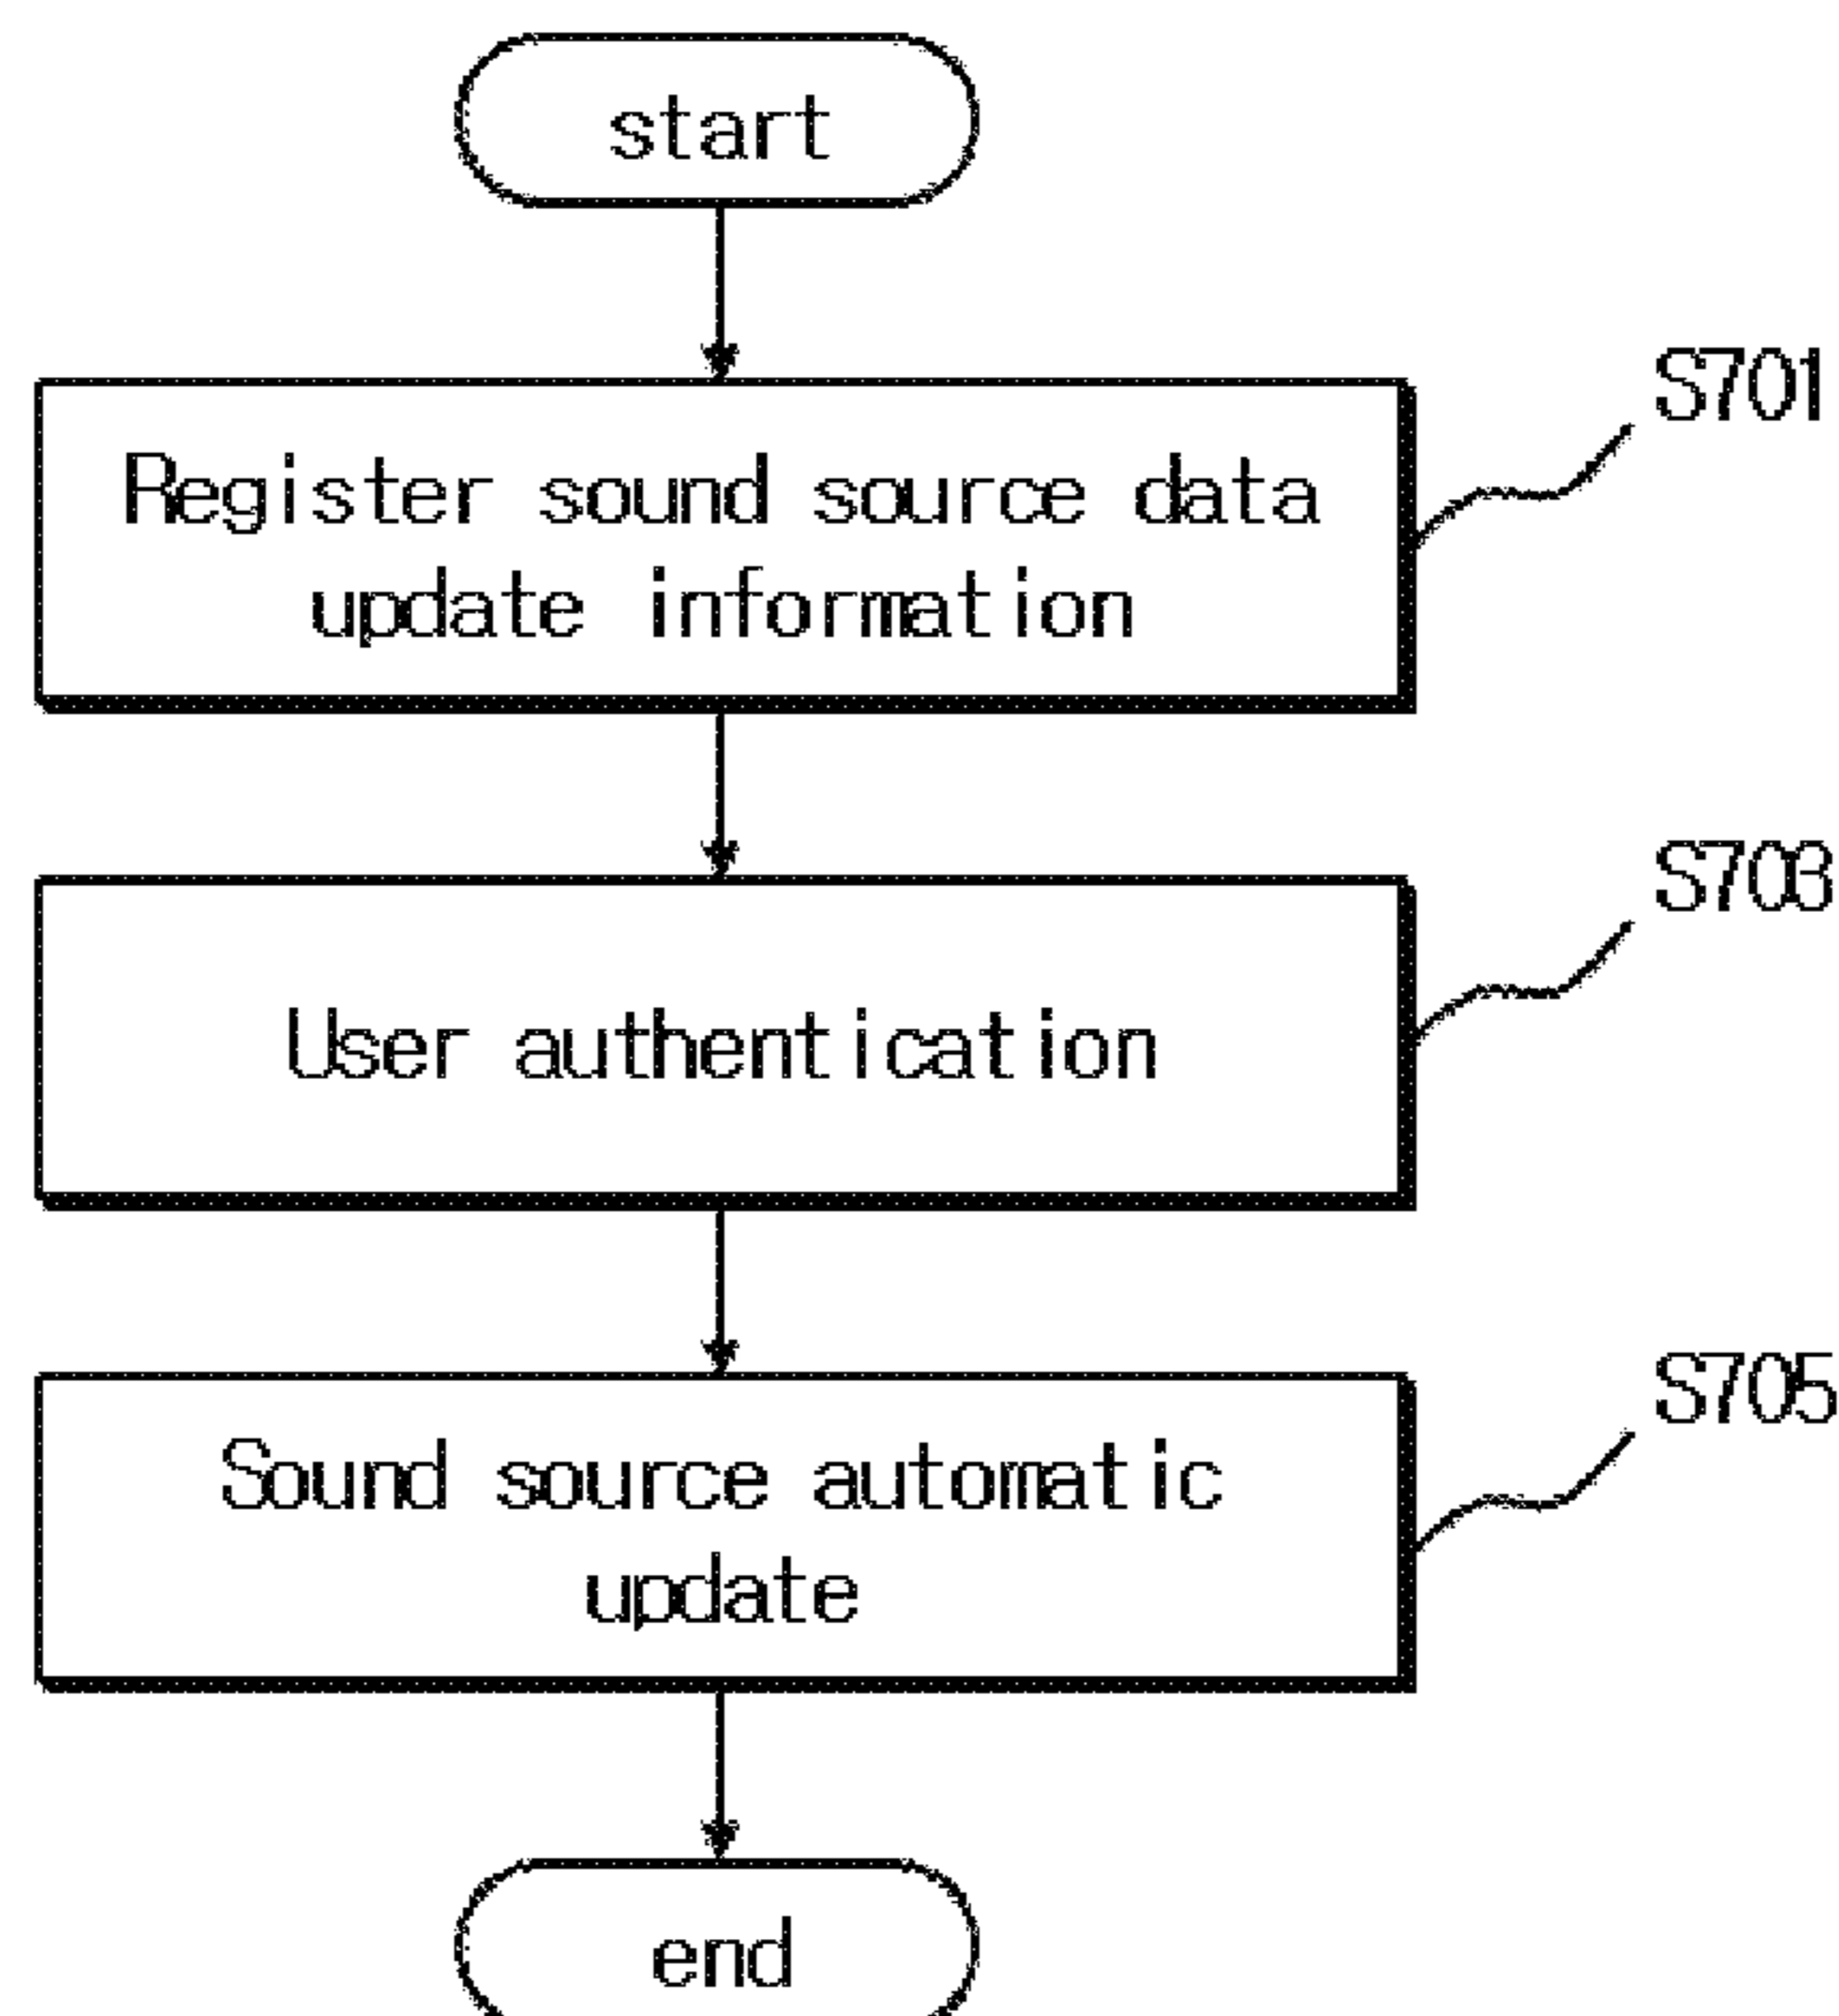 start
S701
Register sound source data
update information
S703
User authentication
S705
Sound source automatic
update
end